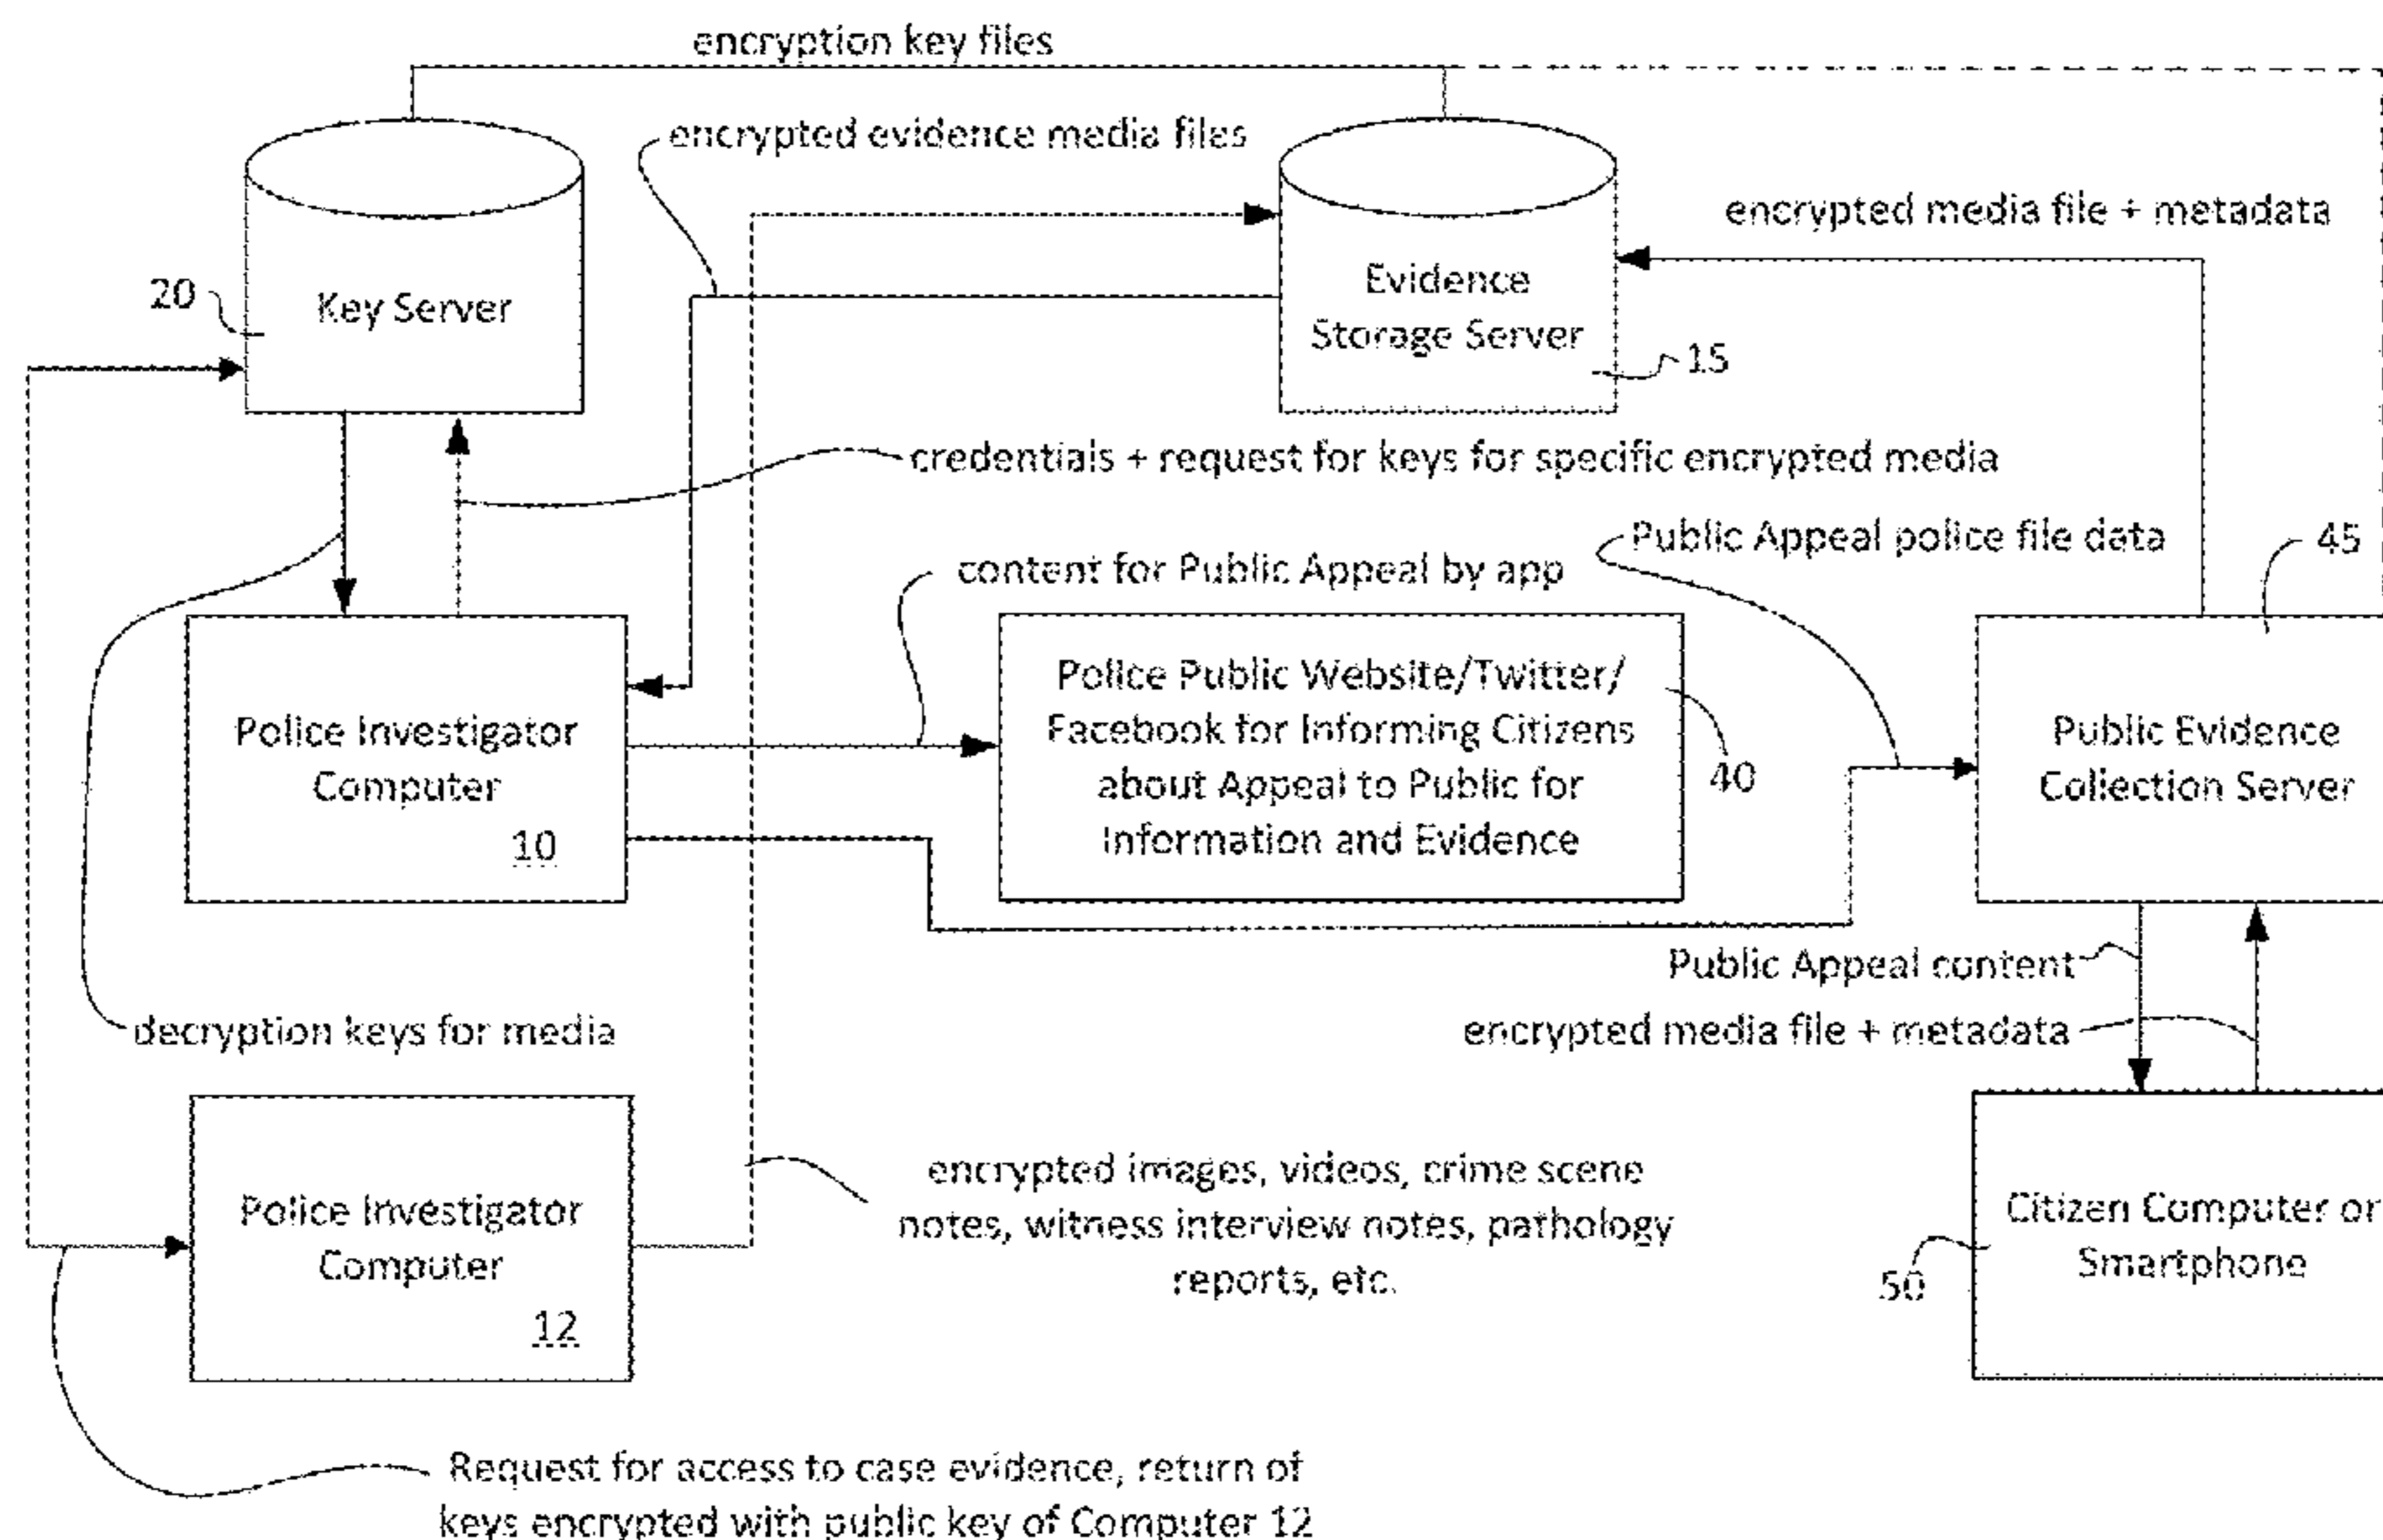 encryption key files
encrypted evidence media files
encrypted media file + metadata
20
Key Server
Evidence
Storage Server
15
credentials + request for keys for specific encrypted media
Public Appeal police file data
45
content for Public Appeal by app
Police Investigator
Computer
10
Police Public Website/Twitter/
Facebook for Informing Citizens
about Appeal to Public for
Information and Evidence
40
Public Evidence
Collection Server
Public Appeal content
encrypted media file + metadata
decryption keys for media
Police Investigator
Computer
12
encrypted images, videos, crime scene
notes, witness interview notes, pathology
reports, etc.
Citizen Computer or
Smartphone
50
Request for access to case evidence, return of
keys encrypted with public key of Computer 12